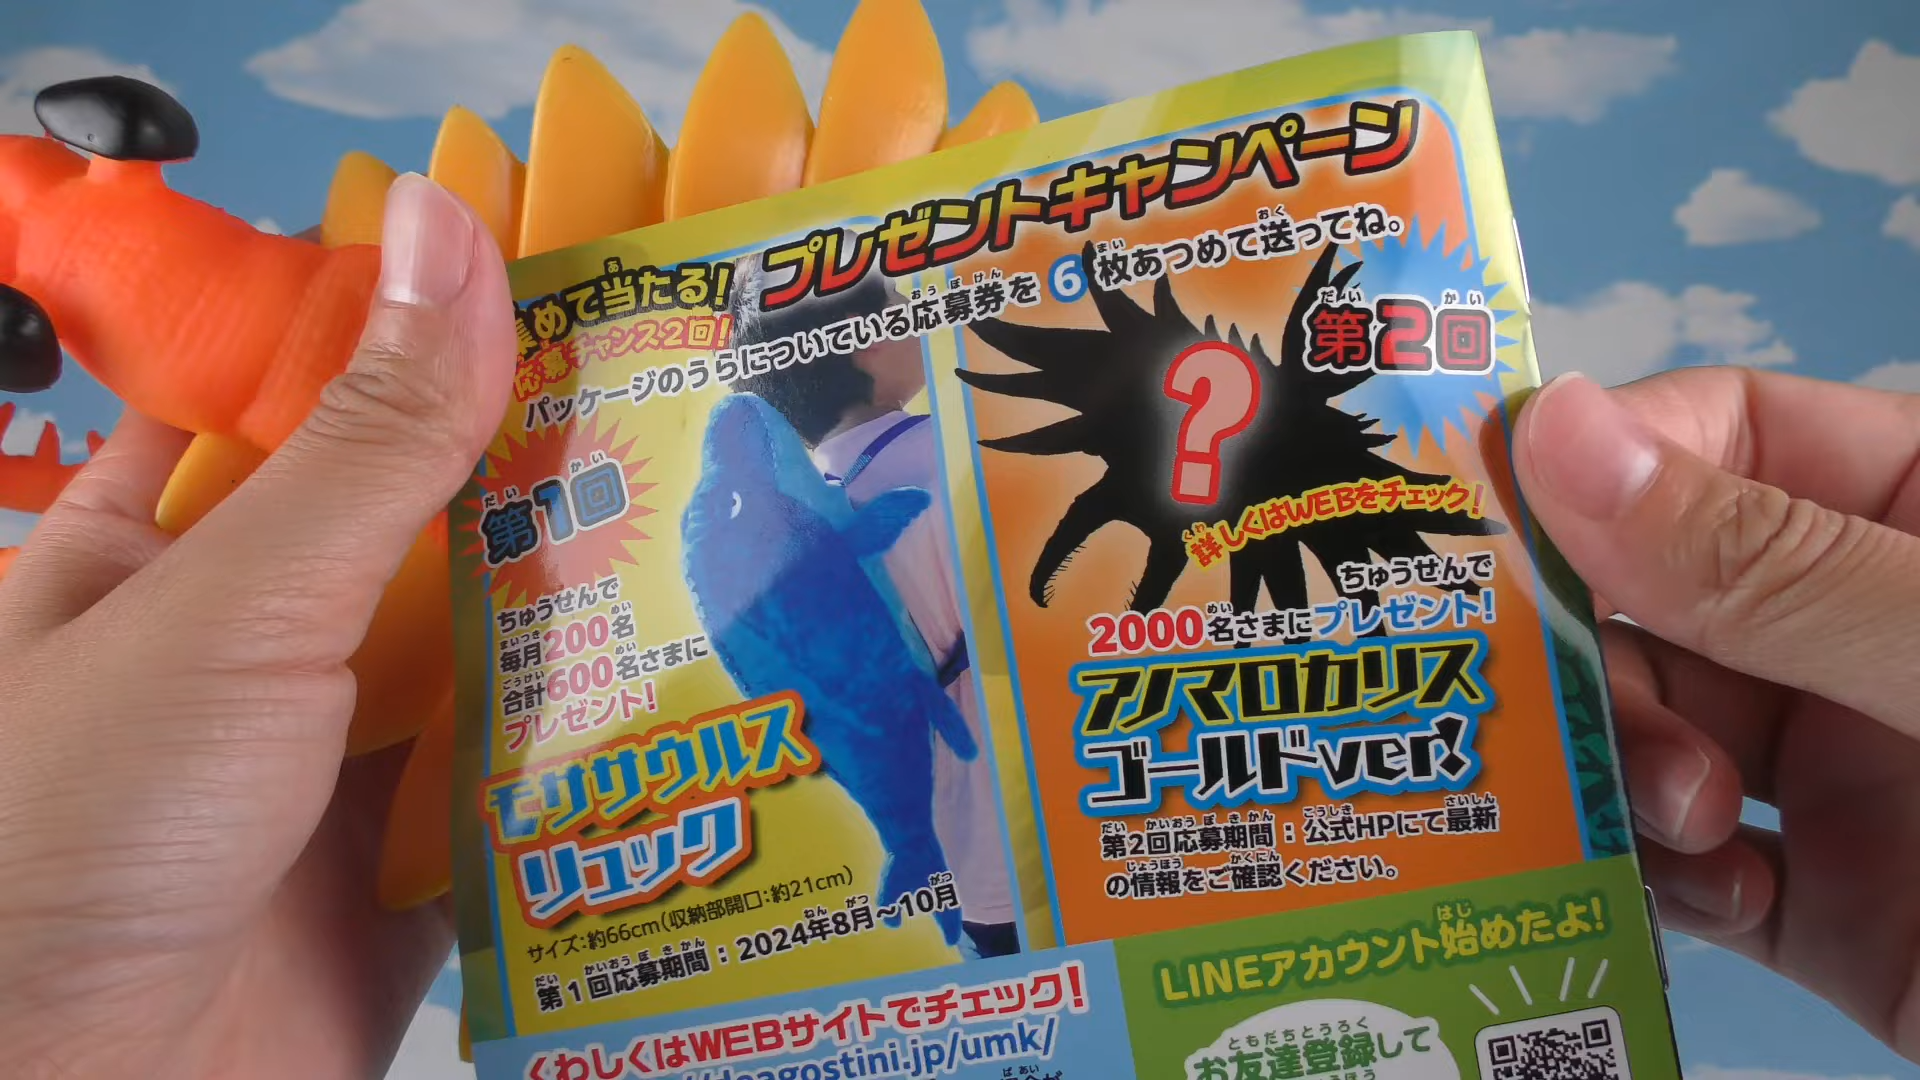 集めて当たる! プレゼントキャンペーン
応募チャンス2回!
パッケージのうらについている応募券を6枚あつめて送ってね。
第1回
ちゅうせんで
毎月200名
合計600名さまに
プレゼント!
モササウルス
リュック
サイズ:約66cm(収納部開口:約21cm)
第1回応募期間:2024年8月~10月
第2回
?
詳しくはWEBをチェック!
ちゅうせんで
2000名さまにプレゼント!
アノマロカリス
ゴールドver!
第2回応募期間:公式HPにて最新
の情報をご確認ください。
くわしくはWEBサイトでチェック!
deagostini.jp/umk/
LINEアカウント始めたよ!
お友達登録して